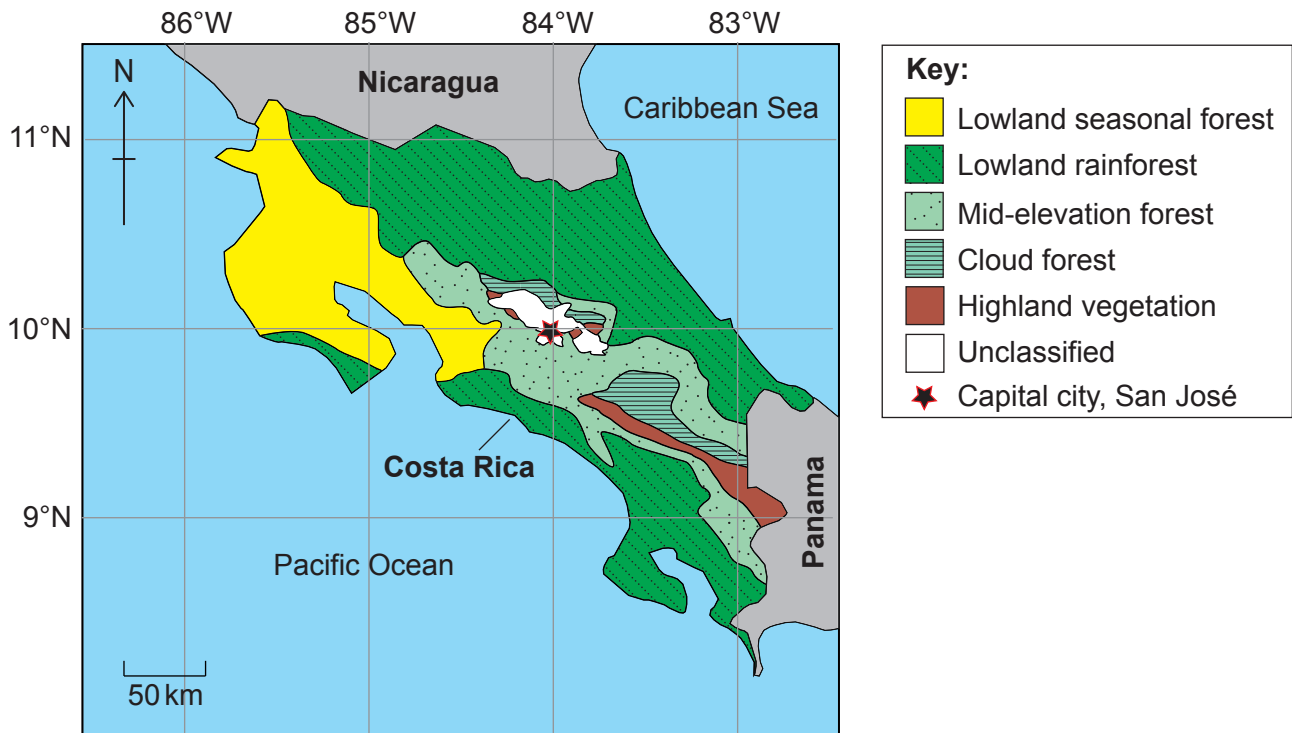 86°W 85°W 84°W 83°W
N
Nicaragua
Caribbean Sea
11°N
10°N
Costa Rica
9°N
Pacific Ocean
Panama
50 km
Key:
Lowland seasonal forest
Lowland rainforest
Mid-elevation forest
Cloud forest
Highland vegetation
Unclassified
Capital city, San José